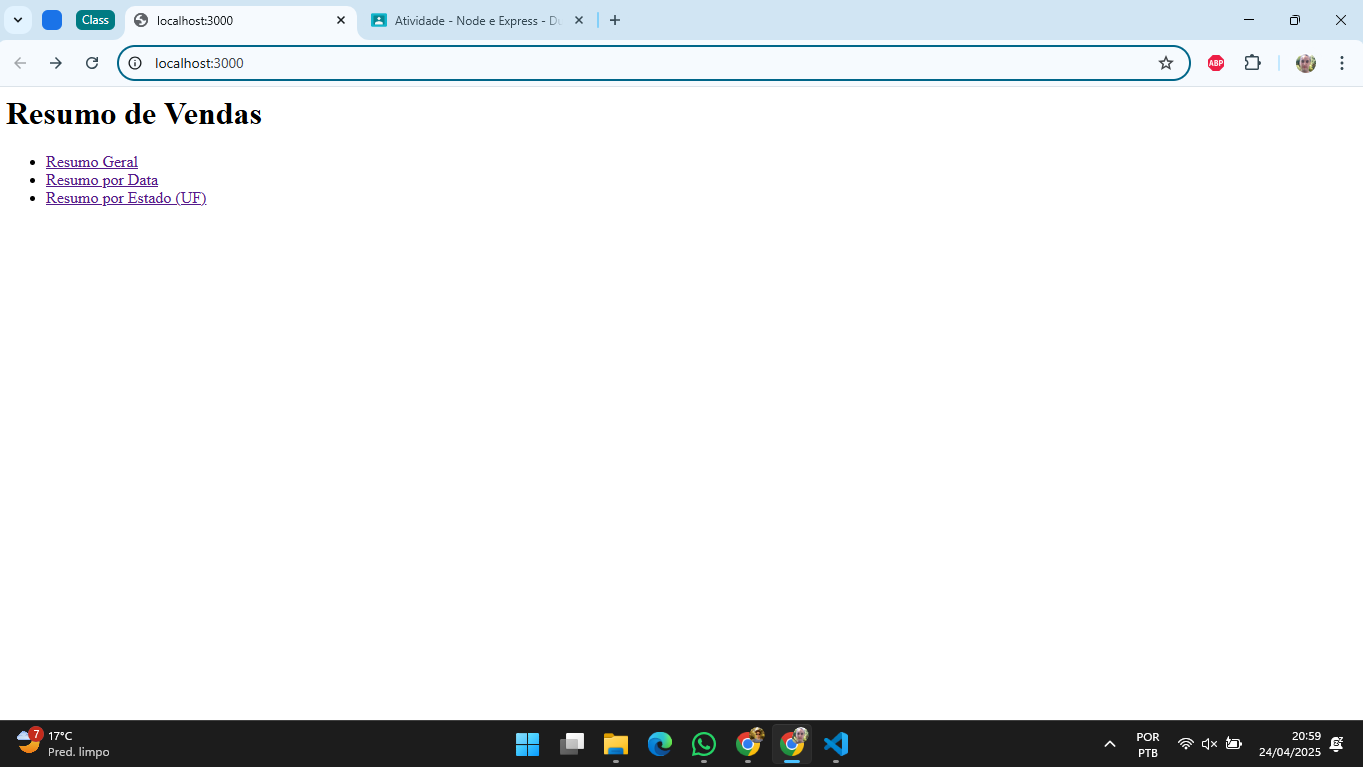 Class
localhost:3000
Atividade - Node e Express - Du
localhost:3000
ABP
Resumo de Vendas
Resumo Geral
Resumo por Data
Resumo por Estado (UF)
7
17°C
Pred. limpo
POR
PTB
20:59
24/04/2025